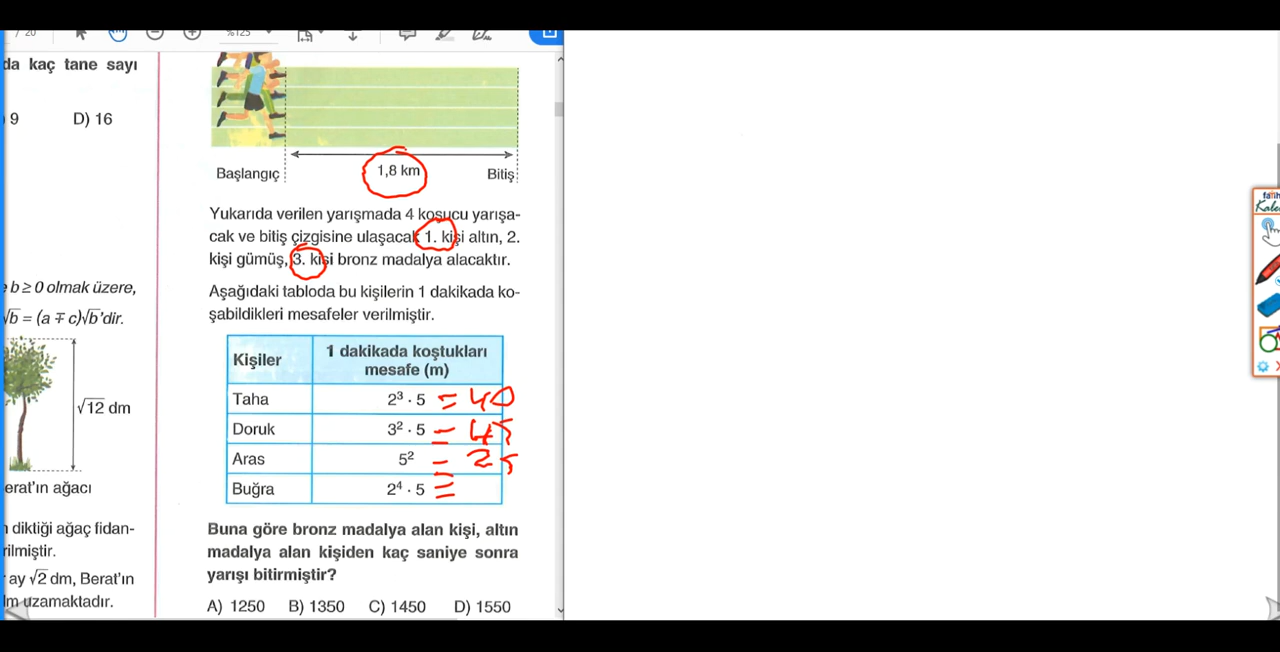 / 20
%125
da kaç tane sayı
9 D) 16
b ≥ 0 olmak üzere,
√b = (a ∓ c)√b'dir.
√12 dm
erat'ın ağacı
diktiği ağaç fidan-
rilmiştir.
ay √2 dm, Berat'ın
lm uzamaktadır.
Başlangıç
1,8 km
Bitiş
Yukarıda verilen yarışmada 4 koşucu yarışa-
cak ve bitiş çizgisine ulaşacak 1. kişi altın, 2.
kişi gümüş, 3. kişi bronz madalya alacaktır.
Aşağıdaki tabloda bu kişilerin 1 dakikada ko-
şabildikleri mesafeler verilmiştir.
Kişiler 1 dakikada koştukları
mesafe (m)
Taha 2³ · 5 = 40
Doruk 3² · 5 = 45
Aras 5² = 25
Buğra 2⁴ · 5 =
Buna göre bronz madalya alan kişi, altın
madalya alan kişiden kaç saniye sonra
yarışı bitirmiştir?
A) 1250 B) 1350 C) 1450 D) 1550
fatih
Kale